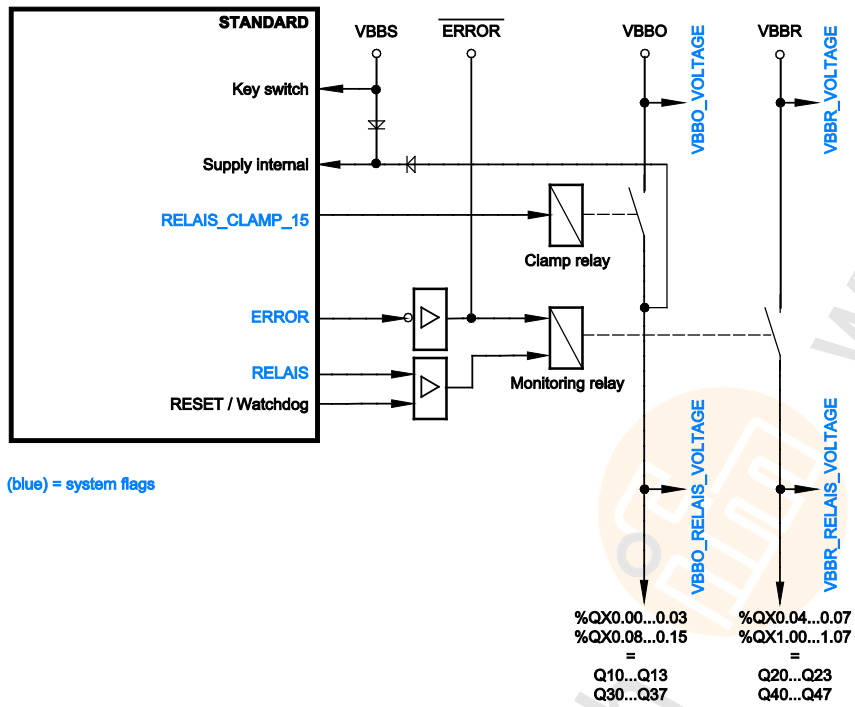 STANDARD
VBBS
ERROR
VBBO
VBBR
Key switch
VBBO_VOLTAGE
VBBR_VOLTAGE
Supply internal
RELAIS_CLAMP_15
Clamp relay
ERROR
RELAIS
Monitoring relay
RESET / Watchdog
(blue) = system flags
VBBO_RELAIS_VOLTAGE
VBBR_RELAIS_VOLTAGE
%QX0.00...0.03
%QX0.08...0.15
=
Q10...Q13
Q30...Q37
%QX0.04...0.07
%QX1.00...1.07
=
Q20...Q23
Q40...Q47